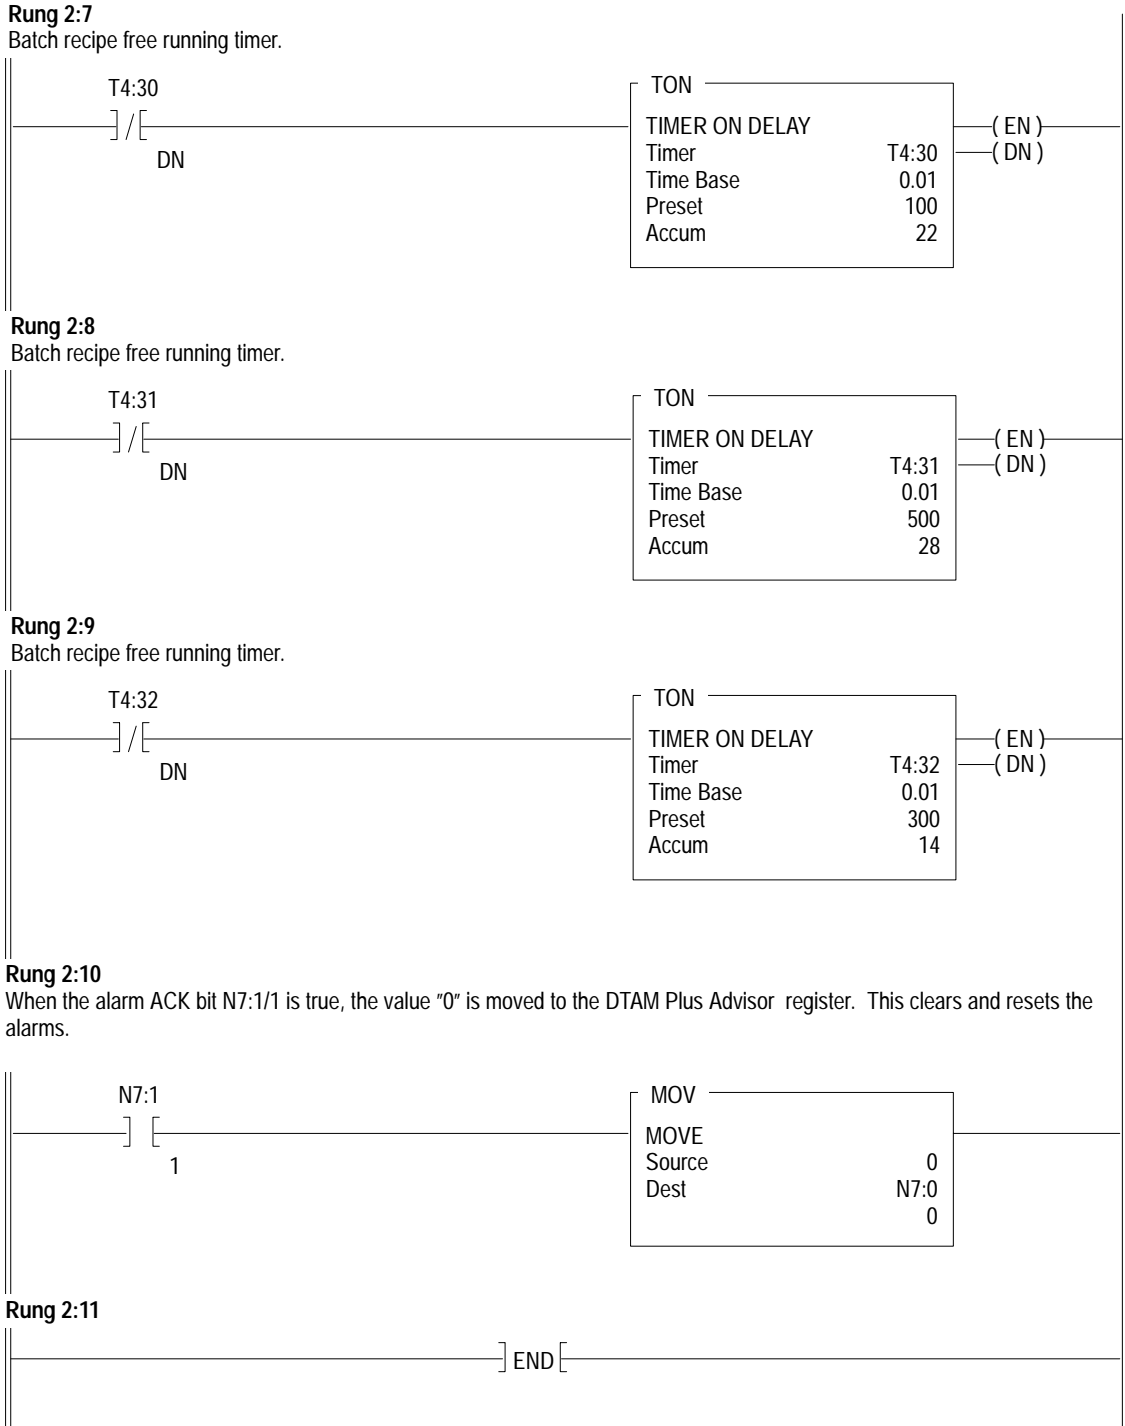 Rung 2:7
Batch recipe free running timer.
T4:30
]/[
DN
TON
TIMER ON DELAY
Timer T4:30
Time Base 0.01
Preset 100
Accum 22
( EN )
( DN )
Rung 2:8
Batch recipe free running timer.
T4:31
]/[
DN
TON
TIMER ON DELAY
Timer T4:31
Time Base 0.01
Preset 500
Accum 28
( EN )
( DN )
Rung 2:9
Batch recipe free running timer.
T4:32
]/[
DN
TON
TIMER ON DELAY
Timer T4:32
Time Base 0.01
Preset 300
Accum 14
( EN )
( DN )
Rung 2:10
When the alarm ACK bit N7:1/1 is true, the value "0" is moved to the DTAM Plus Advisor register. This clears and resets the
alarms.
N7:1
] [
1
MOV
MOVE
Source 0
Dest N7:0
0
Rung 2:11
] END [